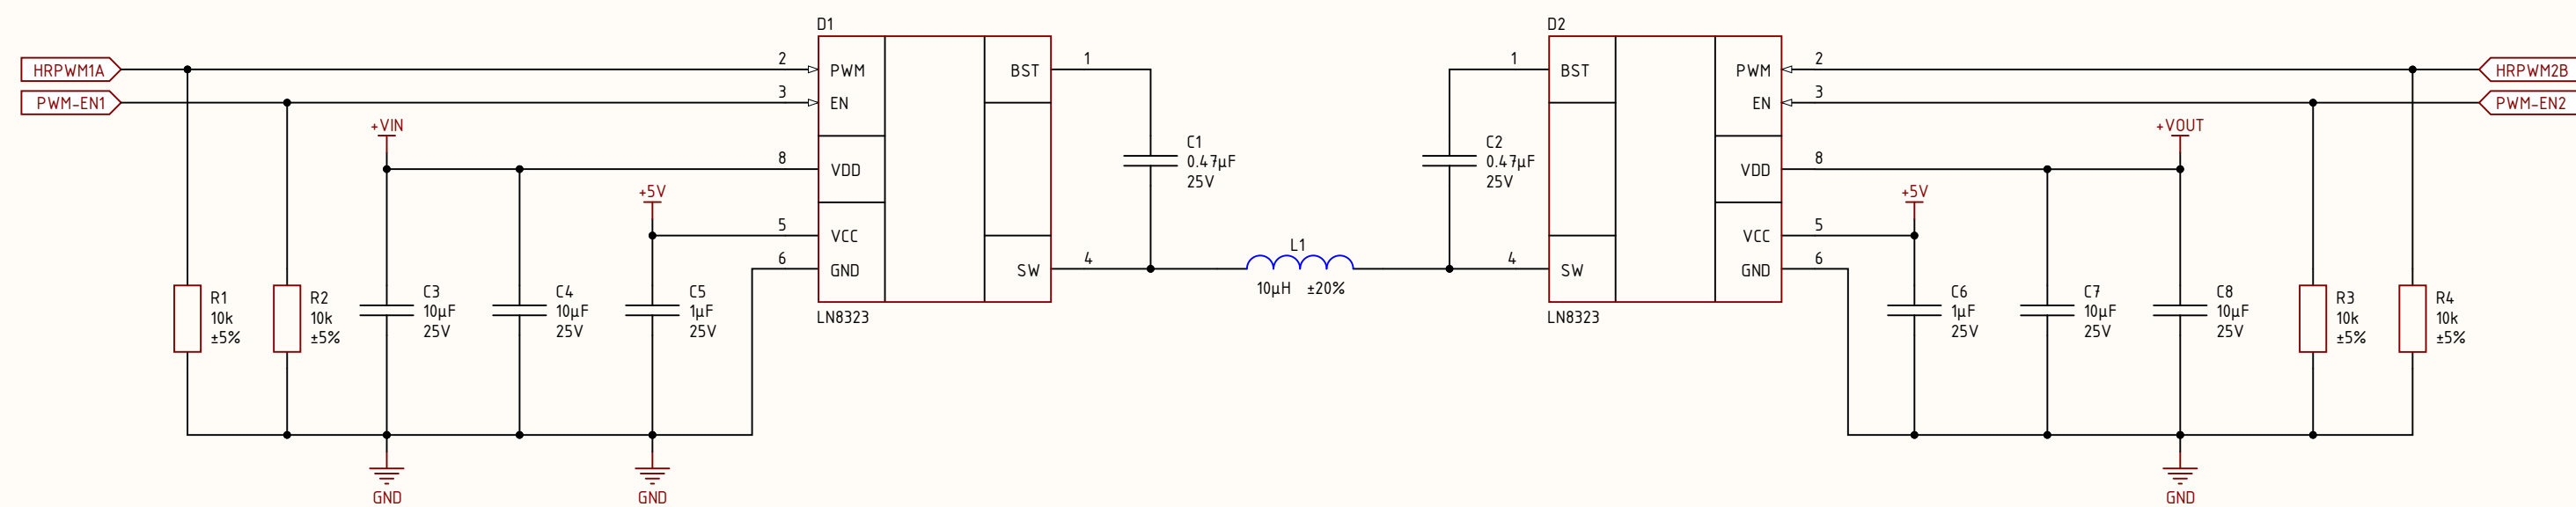 D1
D2
HRPWM1A
2
PWM
BST
1
1
BST
PWM
2
HRPWM2B
PWM-EN1
3
EN
EN
3
PWM-EN2
+VIN
+VOUT
C1
0.47µF
25V
C2
0.47µF
25V
8
VDD
VDD
8
+5V
+5V
5
VCC
VCC
5
6
GND
SW
4
L1
10µH ±20%
4
SW
GND
6
R1
10k
±5%
R2
10k
±5%
C3
10µF
25V
C4
10µF
25V
C5
1µF
25V
LN8323
LN8323
C6
1µF
25V
C7
10µF
25V
C8
10µF
25V
R3
10k
±5%
R4
10k
±5%
GND
GND
GND